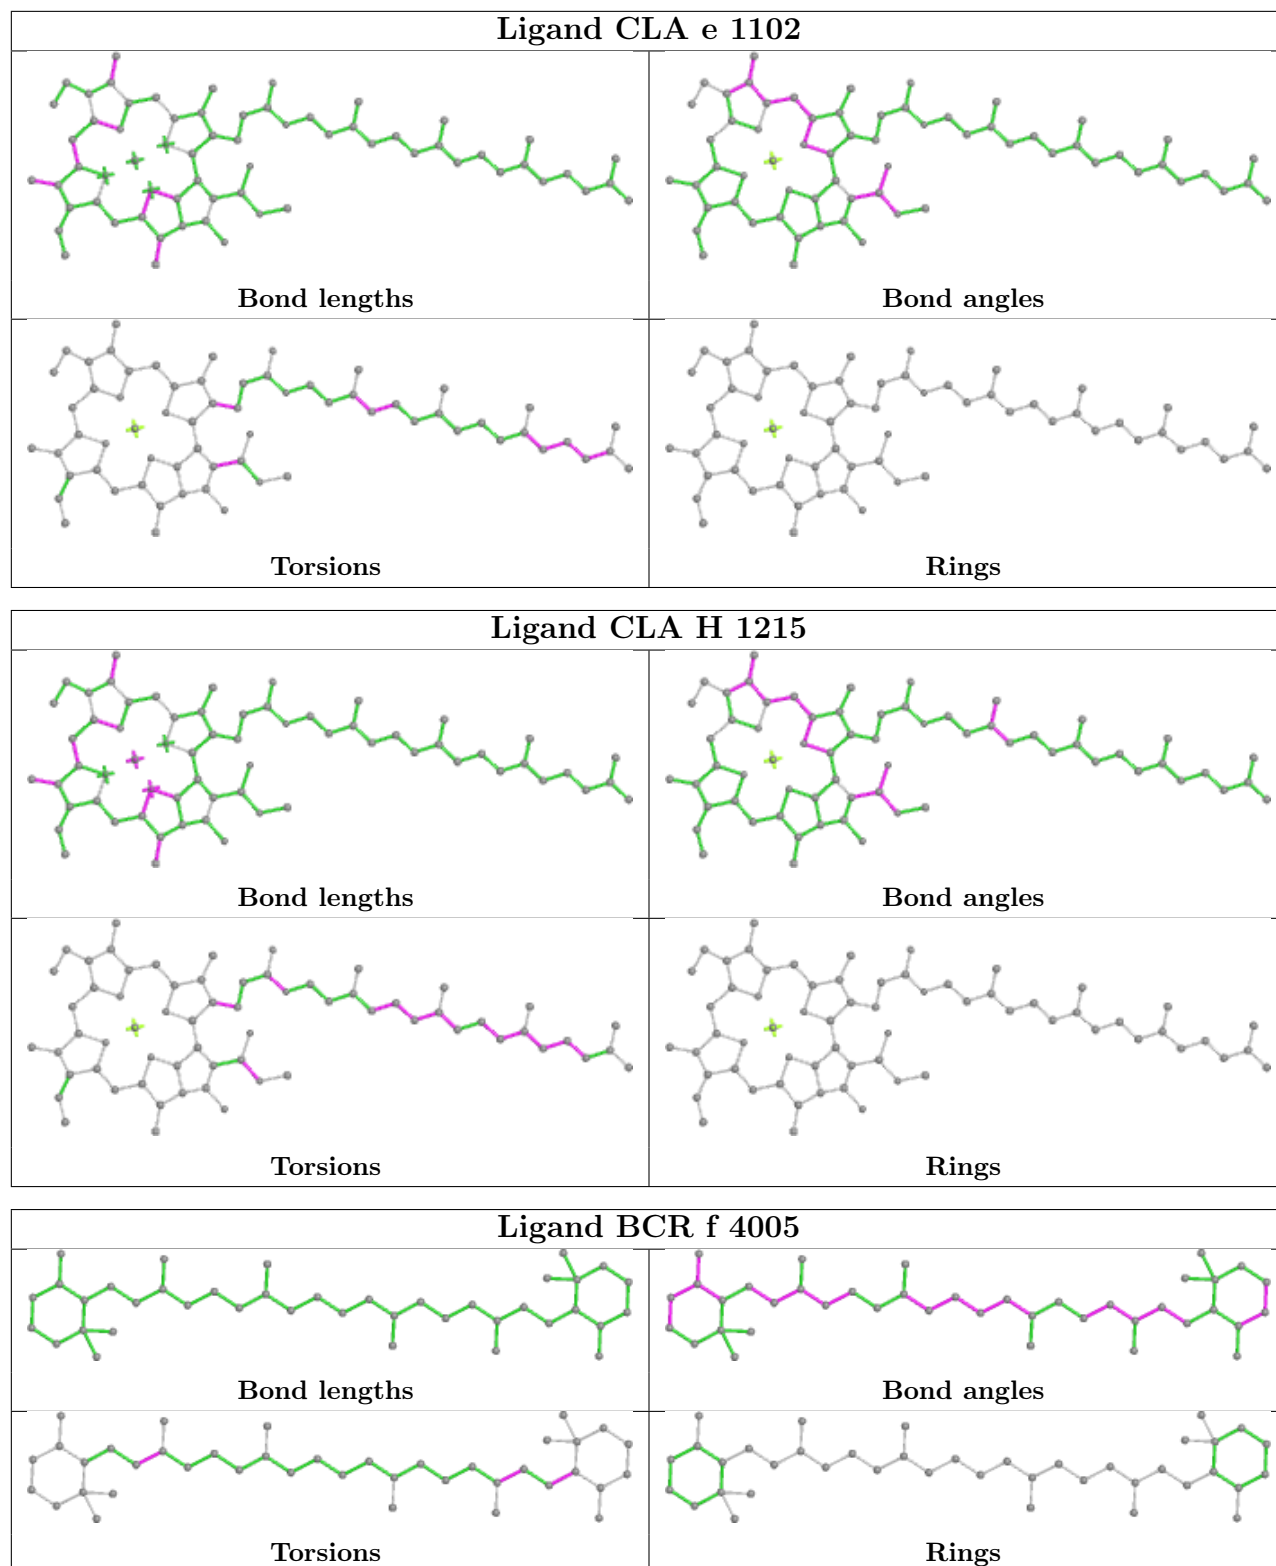 Ligand CLA e 1102
Bond lengths
Bond angles
Torsions
Rings
Ligand CLA H 1215
Bond lengths
Bond angles
Torsions
Rings
Ligand BCR f 4005
Bond lengths
Bond angles
Torsions
Rings